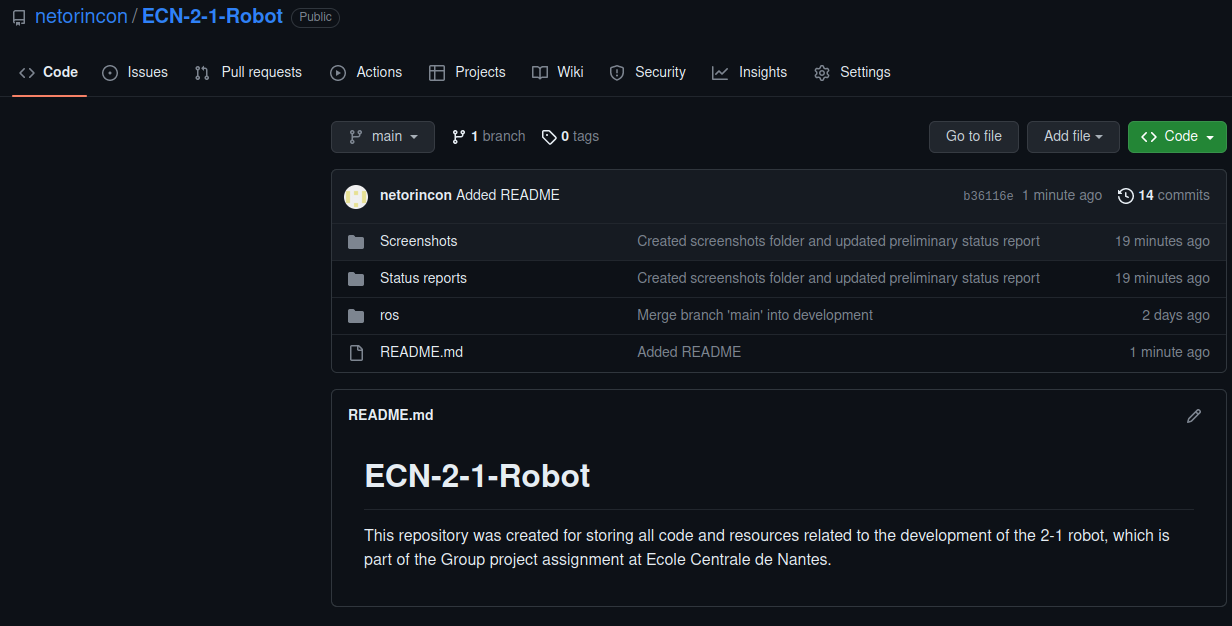 netorincon / ECN-2-1-Robot Public
Code Issues Pull requests Actions Projects Wiki Security Insights Settings
main 1 branch 0 tags Go to file Add file Code
netorincon Added README b36116e 1 minute ago 14 commits
Screenshots Created screenshots folder and updated preliminary status report 19 minutes ago
Status reports Created screenshots folder and updated preliminary status report 19 minutes ago
ros Merge branch 'main' into development 2 days ago
README.md Added README 1 minute ago
README.md
ECN-2-1-Robot
This repository was created for storing all code and resources related to the development of the 2-1 robot, which is
part of the Group project assignment at Ecole Centrale de Nantes.